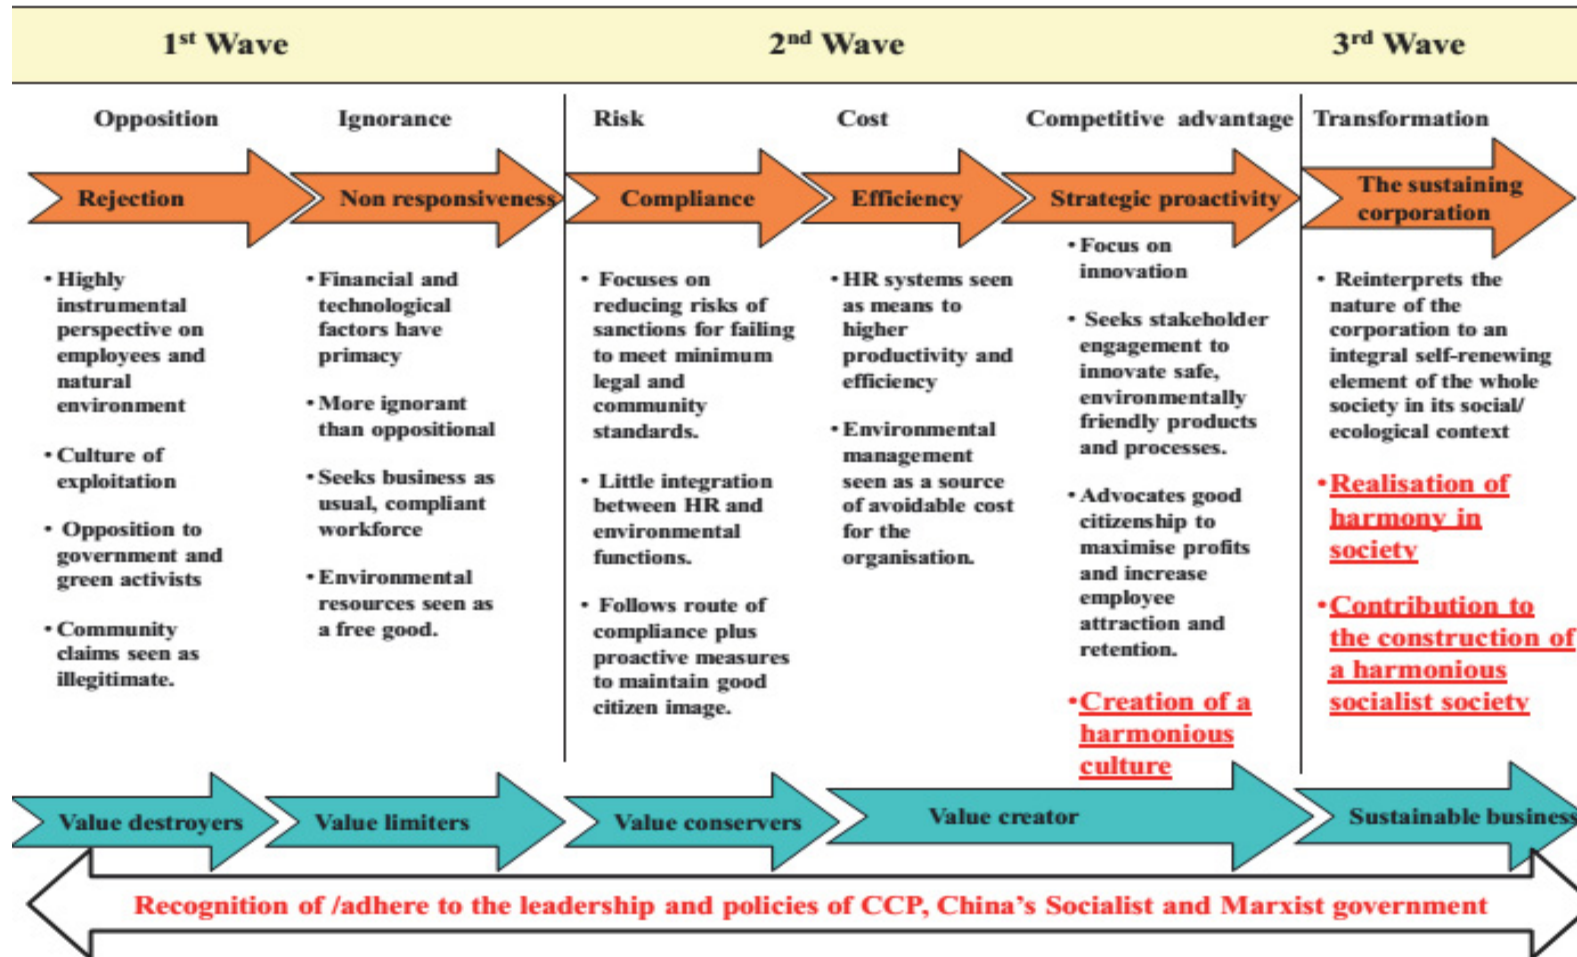 1st Wave
2nd Wave
3rd Wave
Opposition
Ignorance
Risk
Cost
Competitive advantage
Transformation
Rejection
Non responsiveness
Compliance
Efficiency
Strategic proactivity
The sustaining
corporation
• Highly
instrumental
perspective on
employees and
natural
environment
• Culture of
exploitation
• Opposition to
government and
green activists
• Community
claims seen as
illegitimate.
• Financial and
technological
factors have
primacy
• More ignorant
than oppositional
• Seeks business as
usual, compliant
workforce
• Environmental
resources seen as
a free good.
• Focuses on
reducing risks of
sanctions for failing
to meet minimum
legal and
community
standards.
• Little integration
between HR and
environmental
functions.
• Follows route of
compliance plus
proactive measures
to maintain good
citizen image.
• HR systems seen
as means to
higher
productivity and
efficiency
• Environmental
management
seen as a source
of avoidable cost
for the
organisation.
• Focus on
innovation
• Seeks stakeholder
engagement to
innovate safe,
environmentally
friendly products
and processes.
• Advocates good
citizenship to
maximise profits
and increase
employee
attraction and
retention.
• Creation of a
harmonious
culture
• Reinterprets the
nature of the
corporation to an
integral self-renewing
element of the whole
society in its social/
ecological context
• Realisation of
harmony in
society
• Contribution to
the construction of
a harmonious
socialist society
Value destroyers
Value limiters
Value conservers
Value creator
Sustainable business
Recognition of /adhere to the leadership and policies of CCP, China's Socialist and Marxist government